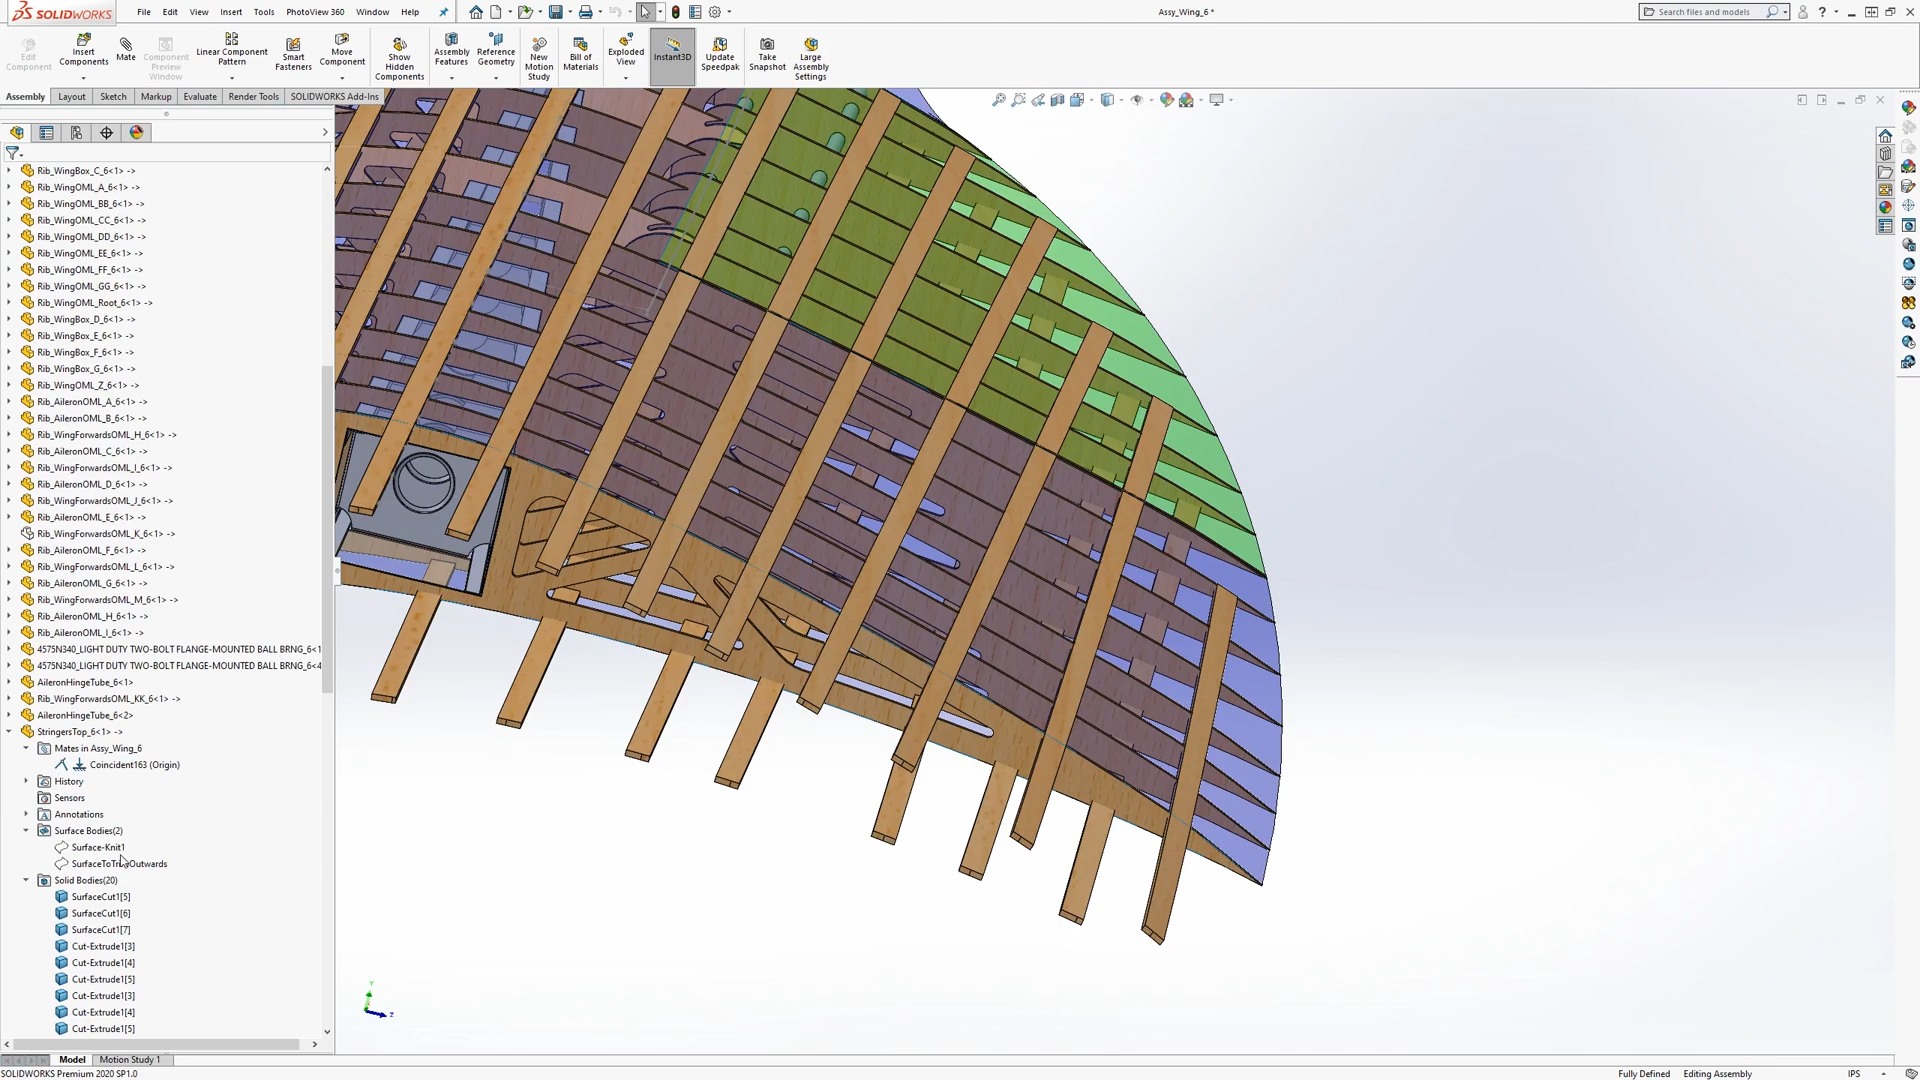 SOLIDWORKS
File Edit View Insert Tools PhotoView 360 Window Help
Assy_Wing_6 *
Search files and models
Edit Component
Insert Components
Mate
Component Preview Window
Linear Component Pattern
Smart Fasteners
Move Component
Show Hidden Components
Assembly Features
Reference Geometry
New Motion Study
Bill of Materials
Exploded View
Instant3D
Update Speedpak
Take Snapshot
Large Assembly Settings
Assembly Layout Sketch Markup Evaluate Render Tools SOLIDWORKS Add-Ins
Rib_WingBox_C_6<1> ->
Rib_WingOML_A_6<1> ->
Rib_WingOML_BB_6<1> ->
Rib_WingOML_CC_6<1> ->
Rib_WingOML_DD_6<1> ->
Rib_WingOML_EE_6<1> ->
Rib_WingOML_FF_6<1> ->
Rib_WingOML_GG_6<1> ->
Rib_WingOML_Root_6<1> ->
Rib_WingBox_D_6<1> ->
Rib_WingBox_E_6<1> ->
Rib_WingBox_F_6<1> ->
Rib_WingBox_G_6<1> ->
Rib_WingOML_Z_6<1> ->
Rib_AileronOML_A_6<1> ->
Rib_AileronOML_B_6<1> ->
Rib_WingForwardsOML_H_6<1> ->
Rib_AileronOML_C_6<1> ->
Rib_WingForwardsOML_I_6<1> ->
Rib_AileronOML_D_6<1> ->
Rib_WingForwardsOML_J_6<1> ->
Rib_AileronOML_E_6<1> ->
Rib_WingForwardsOML_K_6<1> ->
Rib_AileronOML_F_6<1> ->
Rib_WingForwardsOML_L_6<1> ->
Rib_AileronOML_G_6<1> ->
Rib_WingForwardsOML_M_6<1> ->
Rib_AileronOML_H_6<1> ->
Rib_AileronOML_I_6<1> ->
4575N340_LIGHT DUTY TWO-BOLT FLANGE-MOUNTED BALL BRNG_6<1
4575N340_LIGHT DUTY TWO-BOLT FLANGE-MOUNTED BALL BRNG_6<4
AileronHingeTube_6<1>
Rib_WingForwardsOML_KK_6<1> ->
AileronHingeTube_6<2>
StringersTop_6<1> ->
Mates in Assy_Wing_6
Coincident163 (Origin)
History
Sensors
Annotations
Surface Bodies(2)
Surface-Knit1
SurfaceToTrimOutwards
Solid Bodies(20)
SurfaceCut1[5]
SurfaceCut1[6]
SurfaceCut1[7]
Cut-Extrude1[3]
Cut-Extrude1[4]
Cut-Extrude1[5]
Cut-Extrude1[3]
Cut-Extrude1[4]
Cut-Extrude1[5]
Y
Z
Model Motion Study 1
SOLIDWORKS Premium 2020 SP1.0
Fully Defined Editing Assembly IPS